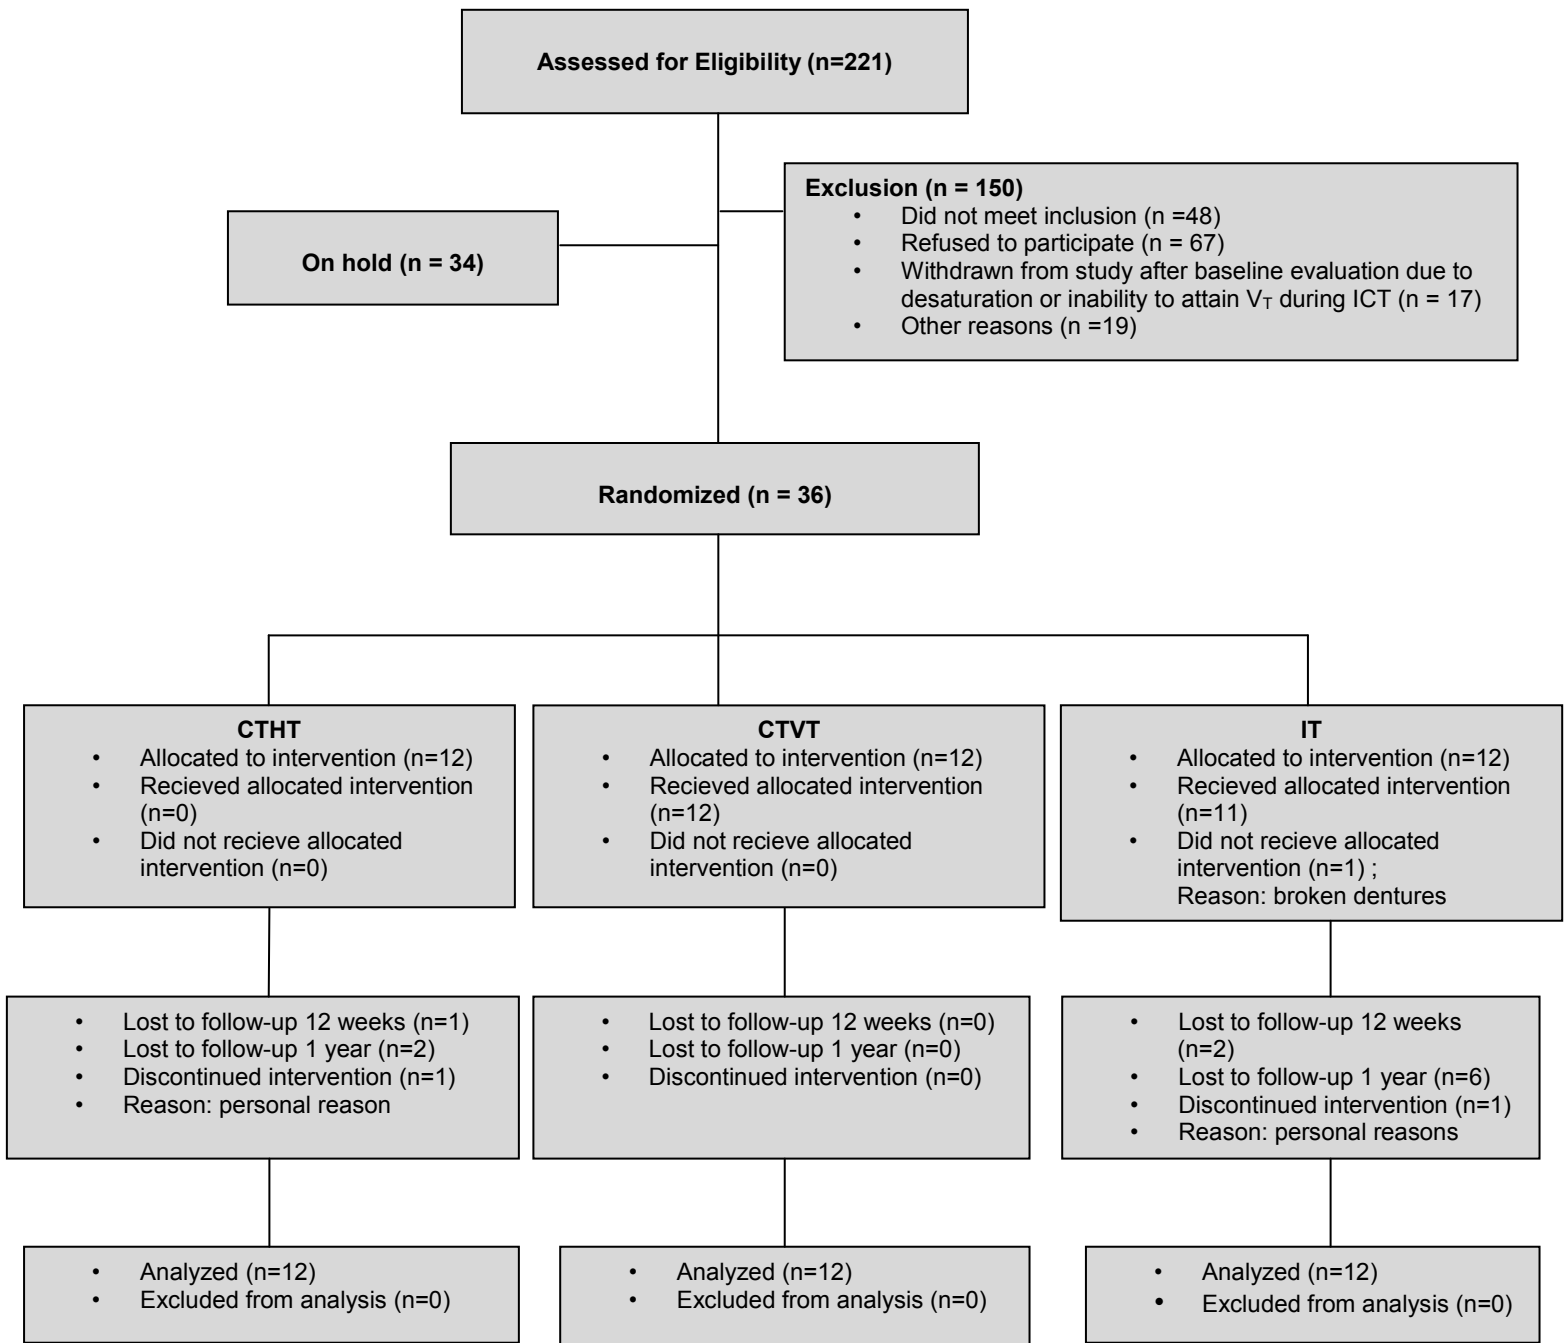 Assessed for Eligibility (n=221)
Exclusion (n = 150)
• Did not meet inclusion (n =48)
• Refused to participate (n = 67)
• Withdrawn from study after baseline evaluation due to
desaturation or inability to attain VT during ICT (n = 17)
• Other reasons (n =19)
On hold (n = 34)
Randomized (n = 36)
CTHT
• Allocated to intervention (n=12)
• Recieved allocated intervention
(n=0)
• Did not recieve allocated
intervention (n=0)
CTVT
• Allocated to intervention (n=12)
• Recieved allocated intervention
(n=12)
• Did not recieve allocated
intervention (n=0)
IT
• Allocated to intervention (n=12)
• Recieved allocated intervention
(n=11)
• Did not recieve allocated
intervention (n=1) ;
Reason: broken dentures
• Lost to follow-up 12 weeks (n=1)
• Lost to follow-up 1 year (n=2)
• Discontinued intervention (n=1)
• Reason: personal reason
• Lost to follow-up 12 weeks (n=0)
• Lost to follow-up 1 year (n=0)
• Discontinued intervention (n=0)
• Lost to follow-up 12 weeks
(n=2)
• Lost to follow-up 1 year (n=6)
• Discontinued intervention (n=1)
• Reason: personal reasons
• Analyzed (n=12)
• Excluded from analysis (n=0)
• Analyzed (n=12)
• Excluded from analysis (n=0)
• Analyzed (n=12)
• Excluded from analysis (n=0)